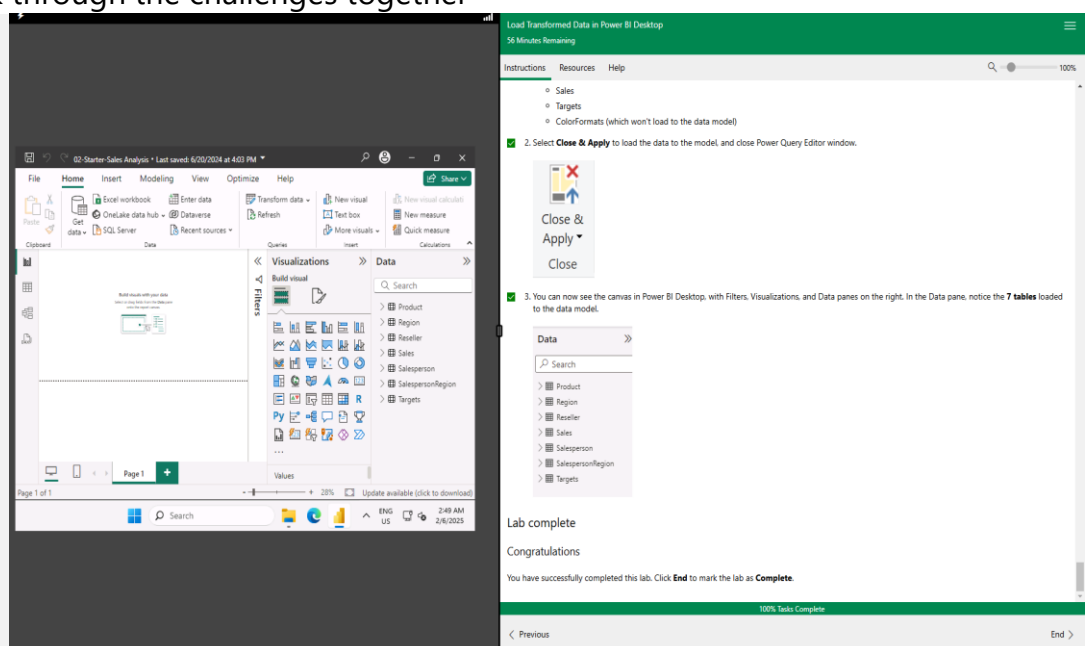 k through the challenges together
02-Starter-Sales Analysis • Last saved: 6/20/2024 at 4:03 PM
File Home Insert Modeling View Optimize Help Share
Paste
Get data
Excel workbook
OneLake data hub
SQL Server
Enter data
Dataverse
Recent sources
Transform data
Refresh
New visual
Text box
More visuals
New visual calculati
New measure
Quick measure
Clipboard Data Queries Insert Calculations
Build visuals with your data
Filters
Visualizations
Build visual
R
Py
...
Values
Data
Search
Product
Region
Reseller
Sales
Salesperson
SalespersonRegion
Targets
Page 1
Page 1 of 1
28%
Update available (click to download)
Search
ENG
US
2:49 AM
2/6/2025
Load Transformed Data in Power BI Desktop
56 Minutes Remaining
Instructions Resources Help 100%
Sales
Targets
ColorFormats (which won't load to the data model)
2. Select Close & Apply to load the data to the model, and close Power Query Editor window.
Close &
Apply
Close
3. You can now see the canvas in Power BI Desktop, with Filters, Visualizations, and Data panes on the right. In the Data pane, notice the 7 tables loaded
to the data model.
Data
Search
Product
Region
Reseller
Sales
Salesperson
SalespersonRegion
Targets
Lab complete
Congratulations
You have successfully completed this lab. Click End to mark the lab as Complete.
100% Tasks Complete
Previous
End